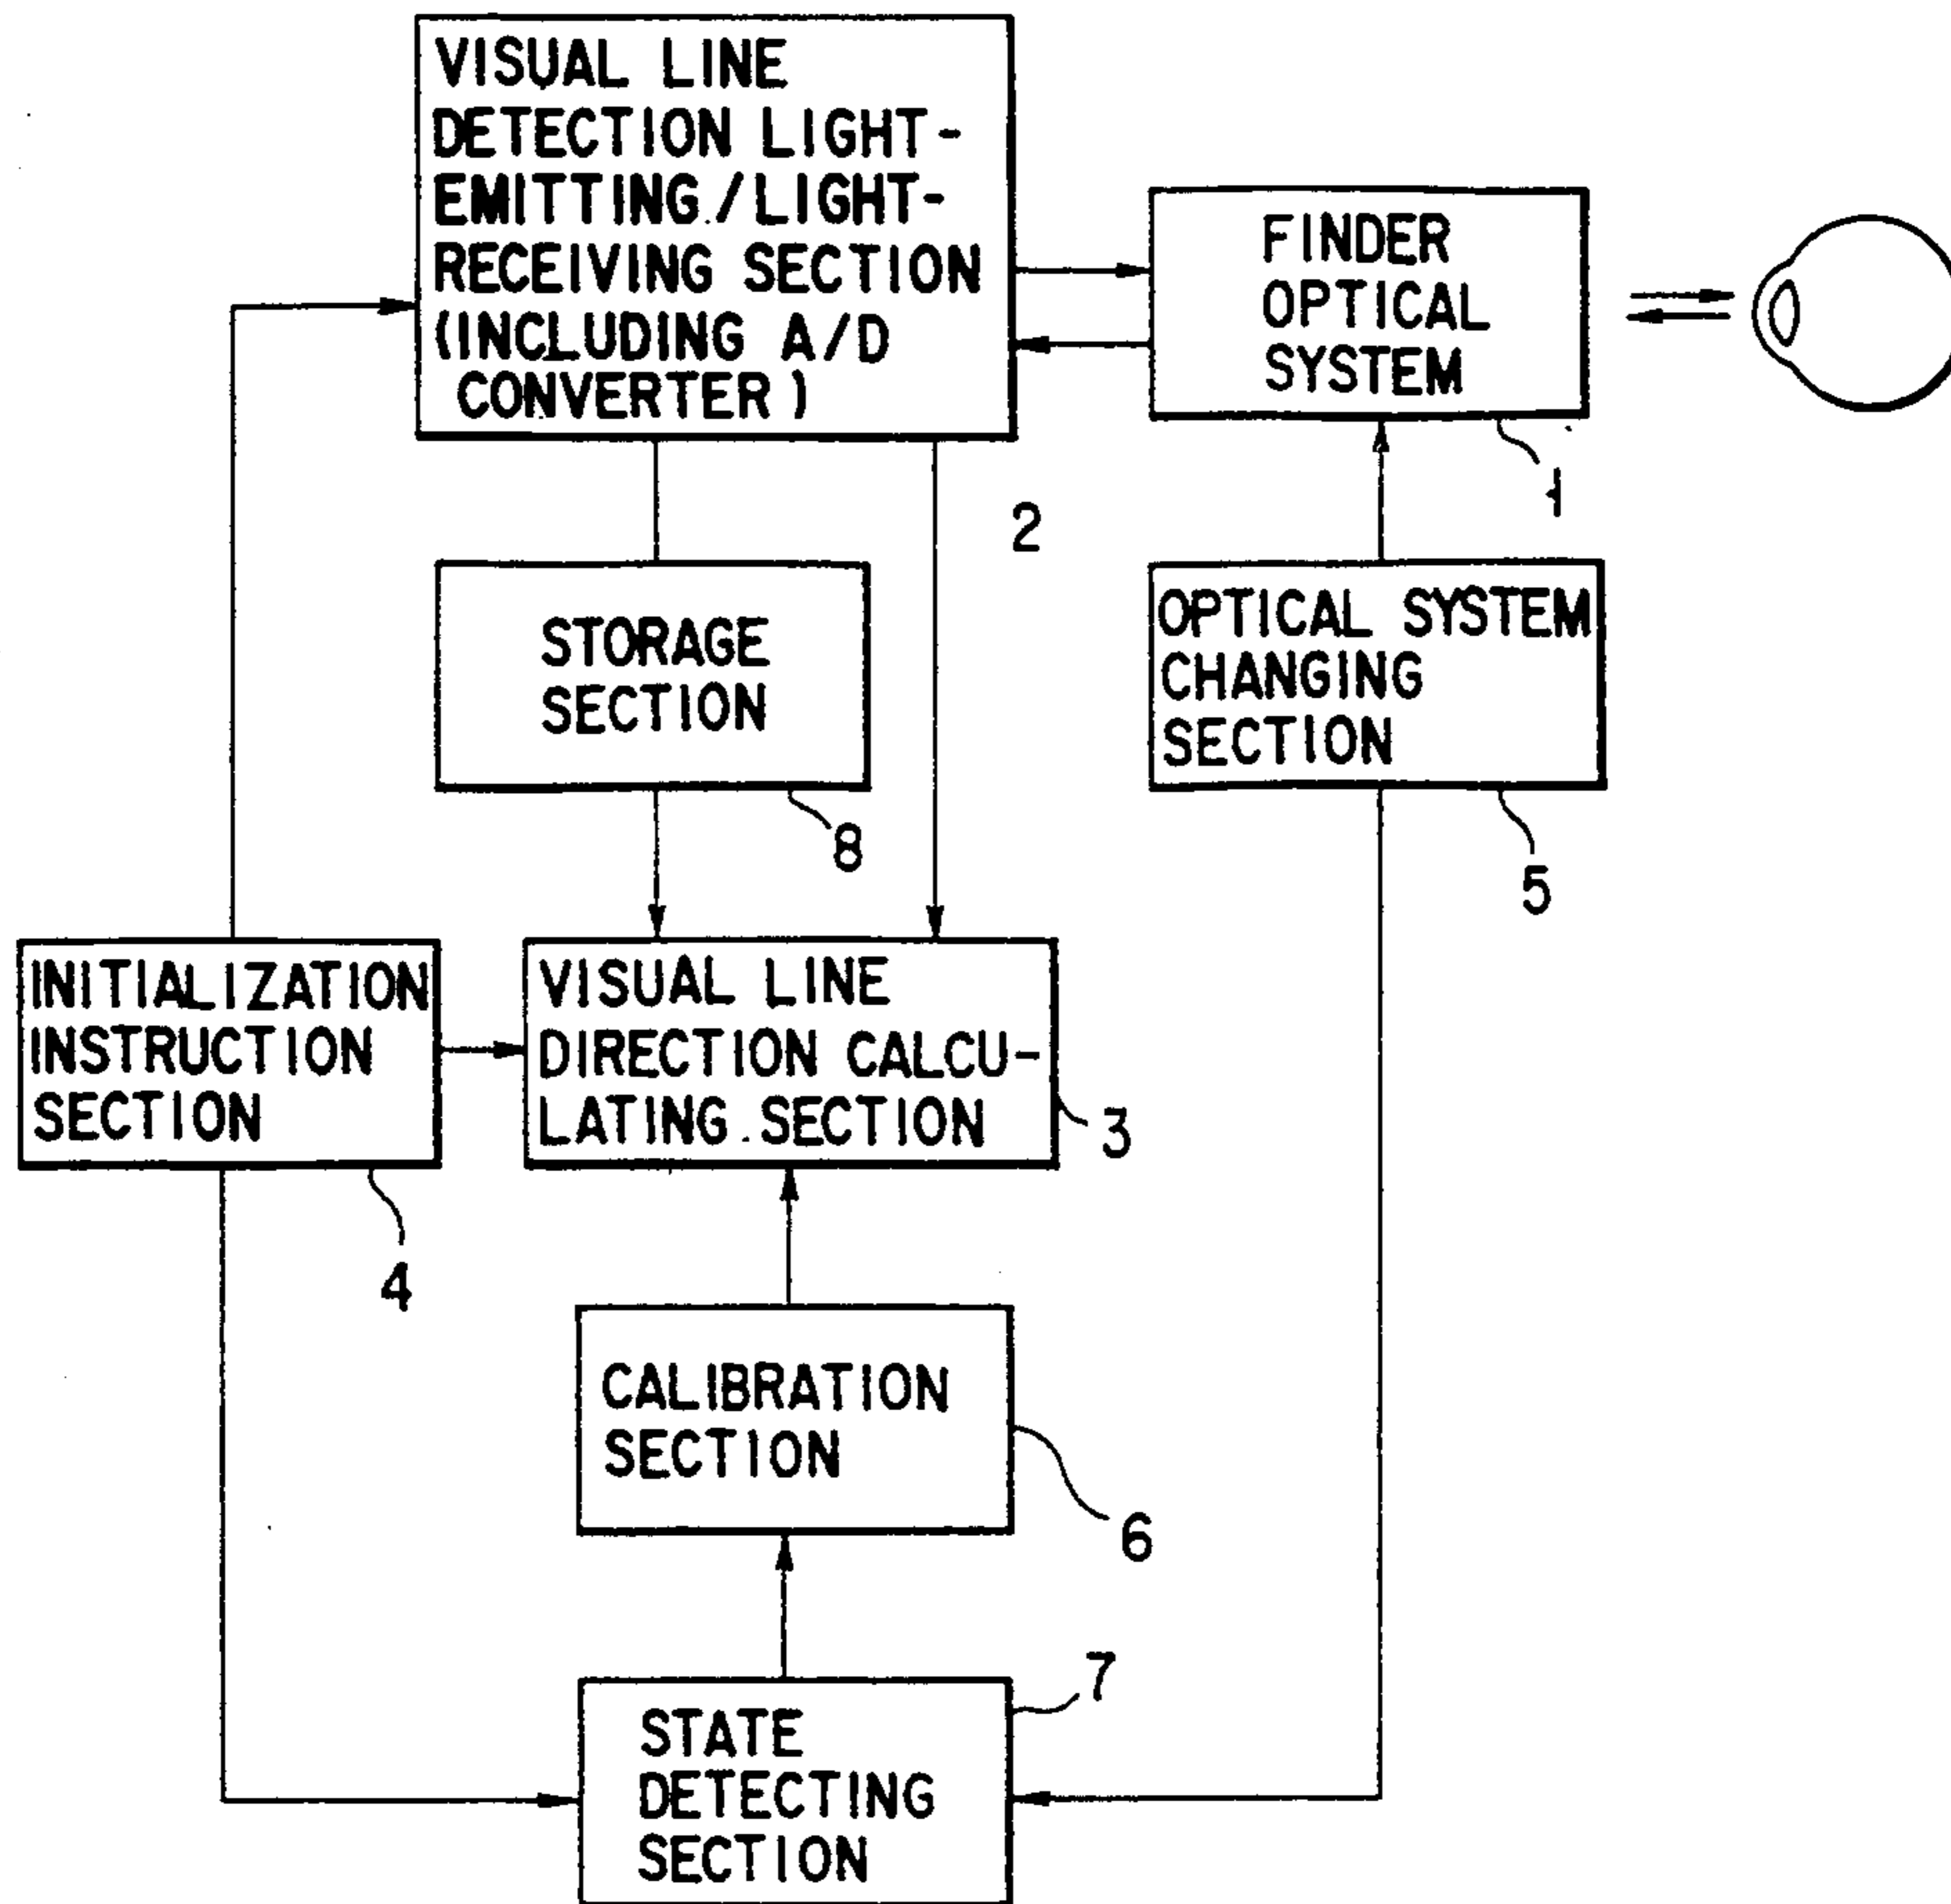 VISUAL LINE
DETECTION LIGHT-
EMITTING/LIGHT-
RECEIVING SECTION
(INCLUDING A/D
CONVERTER)
FINDER
OPTICAL
SYSTEM
1
2
STORAGE
SECTION
8
OPTICAL SYSTEM
CHANGING
SECTION
5
INITIALIZATION
INSTRUCTION
SECTION
4
VISUAL LINE
DIRECTION CALCU-
LATING SECTION
3
CALIBRATION
SECTION
6
STATE
DETECTING
SECTION
7